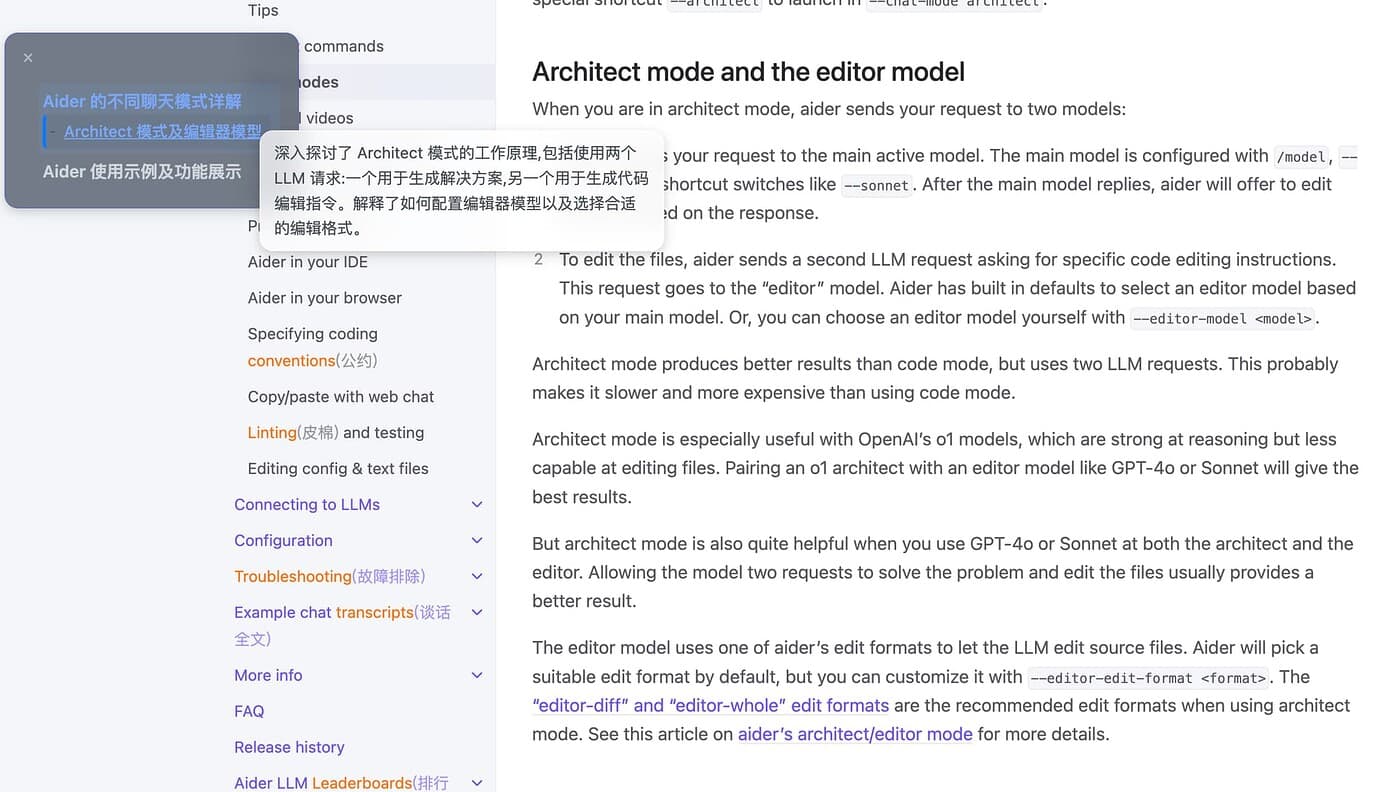 Tips
commands
modes
videos
×
Aider 的不同聊天模式详解
- Architect 模式及编辑器模型
Aider 使用示例及功能展示
深入探讨了 Architect 模式的工作原理,包括使用两个
LLM 请求:一个用于生成解决方案,另一个用于生成代码
编辑指令。解释了如何配置编辑器模型以及选择合适
的编辑格式。
Aider in your IDE
Aider in your browser
Specifying coding
conventions(公约)
Copy/paste with web chat
Linting(皮棉) and testing
Editing config & text files
Connecting to LLMs
Configuration
Troubleshooting(故障排除)
Example chat transcripts(谈话
全文)
More info
FAQ
Release history
Aider LLM Leaderboards(排行
special shortcut --architect to launch in --chat-mode architect.
Architect mode and the editor model
When you are in architect mode, aider sends your request to two models:
your request to the main active model. The main model is configured with /model, --
shortcut switches like --sonnet. After the main model replies, aider will offer to edit
on the response.
2 To edit the files, aider sends a second LLM request asking for specific code editing instructions.
This request goes to the “editor” model. Aider has built in defaults to select an editor model based
on your main model. Or, you can choose an editor model yourself with --editor-model <model>.
Architect mode produces better results than code mode, but uses two LLM requests. This probably
makes it slower and more expensive than using code mode.
Architect mode is especially useful with OpenAI’s o1 models, which are strong at reasoning but less
capable at editing files. Pairing an o1 architect with an editor model like GPT-4o or Sonnet will give the
best results.
But architect mode is also quite helpful when you use GPT-4o or Sonnet at both the architect and the
editor. Allowing the model two requests to solve the problem and edit the files usually provides a
better result.
The editor model uses one of aider’s edit formats to let the LLM edit source files. Aider will pick a
suitable edit format by default, but you can customize it with --editor-edit-format <format>. The
“editor-diff” and “editor-whole” edit formats are the recommended edit formats when using architect
mode. See this article on aider’s architect/editor mode for more details.